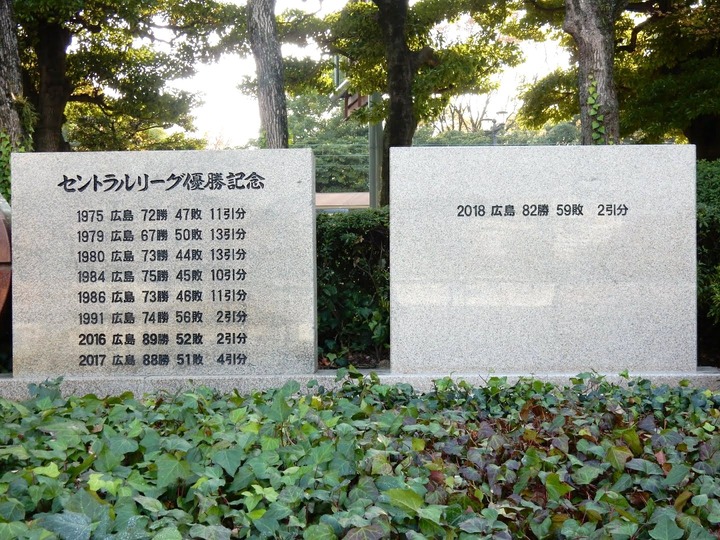 セントラルリーグ優勝記念
1975 広島 72勝 47敗 11引分
1979 広島 67勝 50敗 13引分
1980 広島 73勝 44敗 13引分
1984 広島 75勝 45敗 10引分
1986 広島 73勝 46敗 11引分
1991 広島 74勝 56敗 2引分
2016 広島 89勝 52敗 2引分
2017 広島 88勝 51敗 4引分
2018 広島 82勝 59敗 2引分